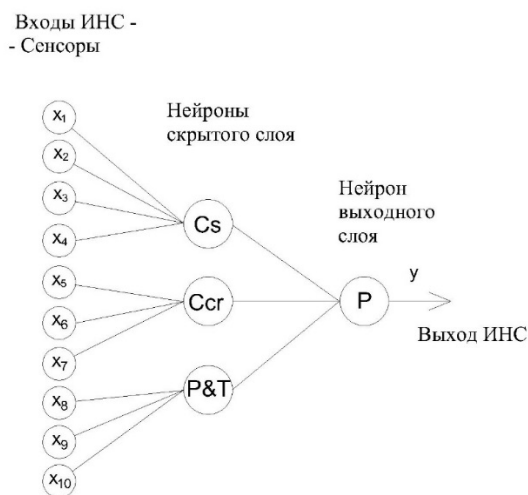 Входы ИНС -
- Сенсоры
Нейроны
скрытого слоя
Нейрон
выходного
слоя
x1
x2
x3
x4
x5
x6
x7
x8
x9
x10
Cs
Ccr
P&T
P
y
Выход ИНС